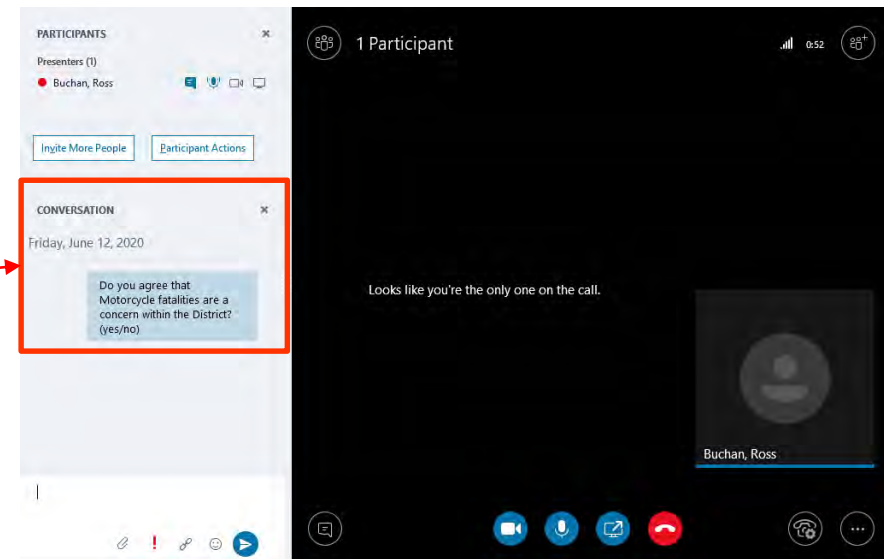 PARTICIPANTS
Presenters (1)
Buchan, Ross
Invite More People
Participant Actions
CONVERSATION
Friday, June 12, 2020
Do you agree that
Motorcycle fatalities are a
concern within the District?
(yes/no)
1 Participant
0:52
Looks like you're the only one on the call.
Buchan, Ross